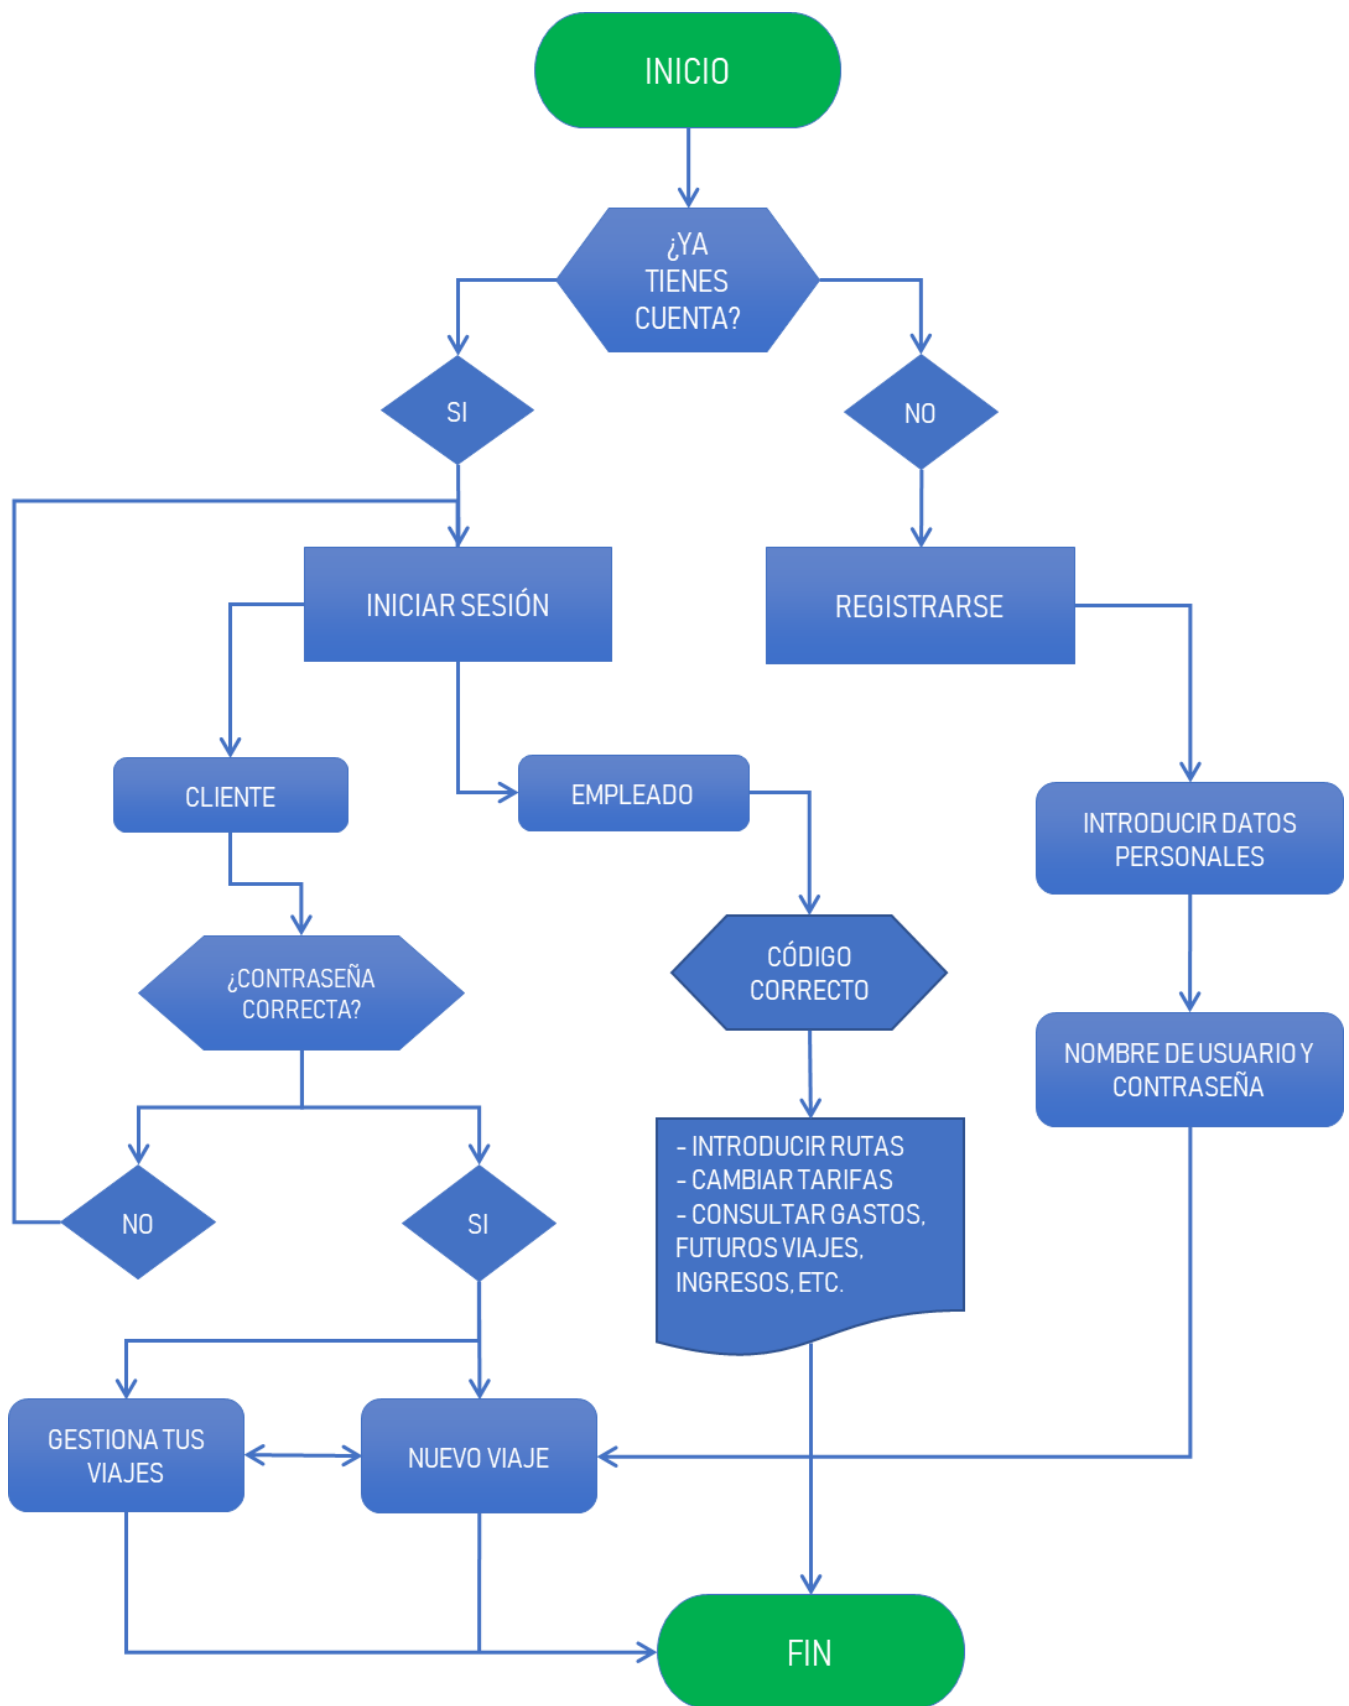 INICIO
¿YA
TIENES
CUENTA?
SI
NO
INICIAR SESIÓN
REGISTRARSE
CLIENTE
EMPLEADO
INTRODUCIR DATOS
PERSONALES
¿CONTRASEÑA
CORRECTA?
CÓDIGO
CORRECTO
NOMBRE DE USUARIO Y
CONTRASEÑA
NO
SI
- INTRODUCIR RUTAS
- CAMBIAR TARIFAS
- CONSULTAR GASTOS,
FUTUROS VIAJES,
INGRESOS, ETC.
GESTIONA TUS
VIAJES
NUEVO VIAJE
FIN